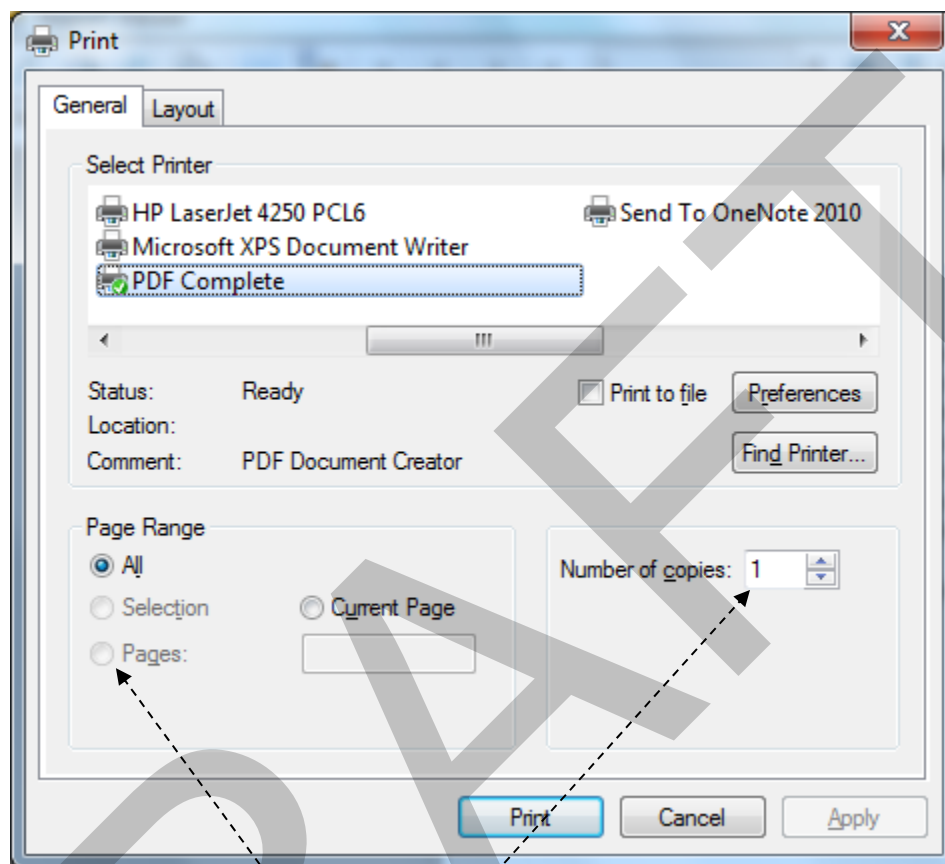 Print
General Layout
Select Printer
HP LaserJet 4250 PCL6 Send To OneNote 2010
Microsoft XPS Document Writer
PDF Complete
Status: Ready Print to file Preferences
Location: Find Printer...
Comment: PDF Document Creator
Page Range
All Number of copies: 1
Selection Current Page
Pages:
Print Cancel Apply
DRAFT